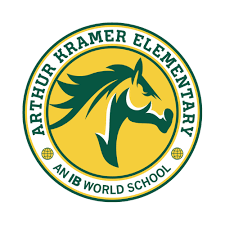 ARTHUR KRAMER ELEMENTARY
AN IB WORLD SCHOOL